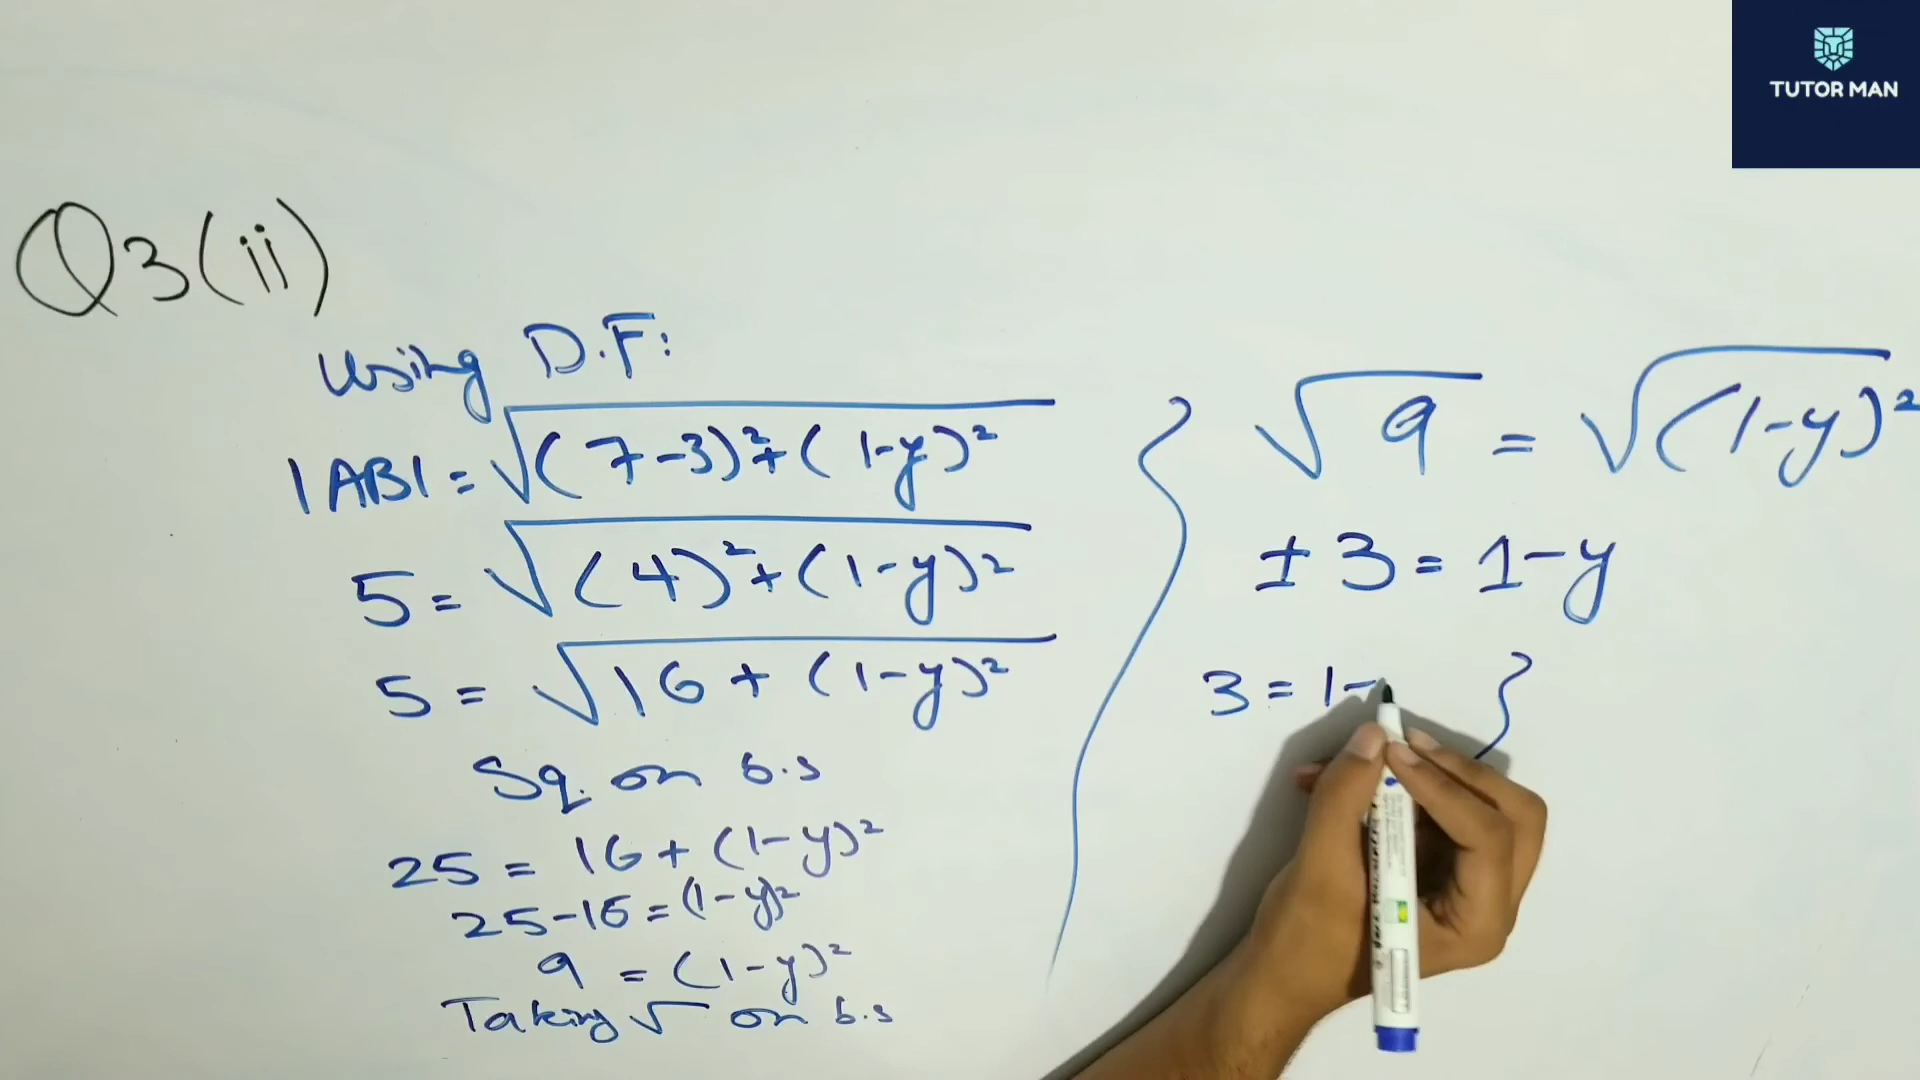 TUTOR MAN
Q3(ii)
Using D.F:
|AB| = √(7-3)²+(1-y)²
5 = √(4)²+(1-y)²
5 = √16+(1-y)²
Sq. on b.s
25 = 16+(1-y)²
25-16=(1-y)²
9 = (1-y)²
Taking √ on b.s
√9 = √(1-y)²
±3 = 1-y
3 = 1-